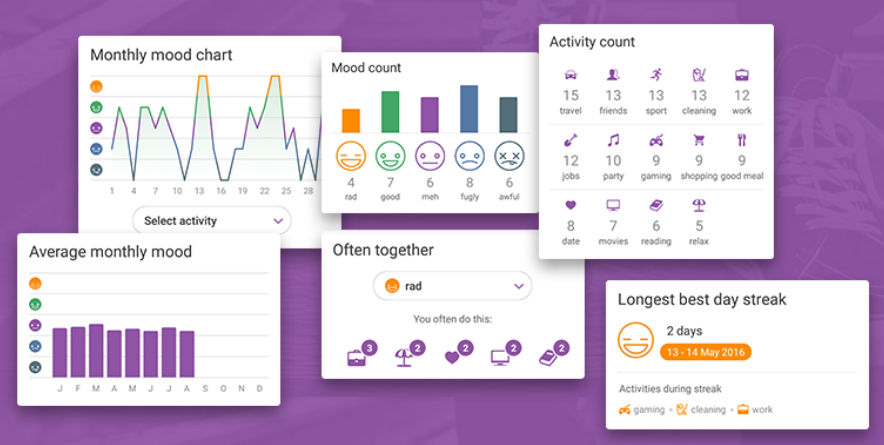 Monthly mood chart
1 4 7 10 13 16 19 22 25 28
Select activity
Mood count
4 7 6 8 6
rad good meh fugly awful
Activity count
15 13 13 13 12
travel friends sport cleaning work
12 10 9 9 9
jobs party gaming shopping good meal
8 7 6 5
date movies reading relax
Average monthly mood
J F M A M J J A S O N D
Often together
rad
You often do this:
3 2 2 2 2
Longest best day streak
2 days
13 - 14 May 2016
Activities during streak
gaming • cleaning • work